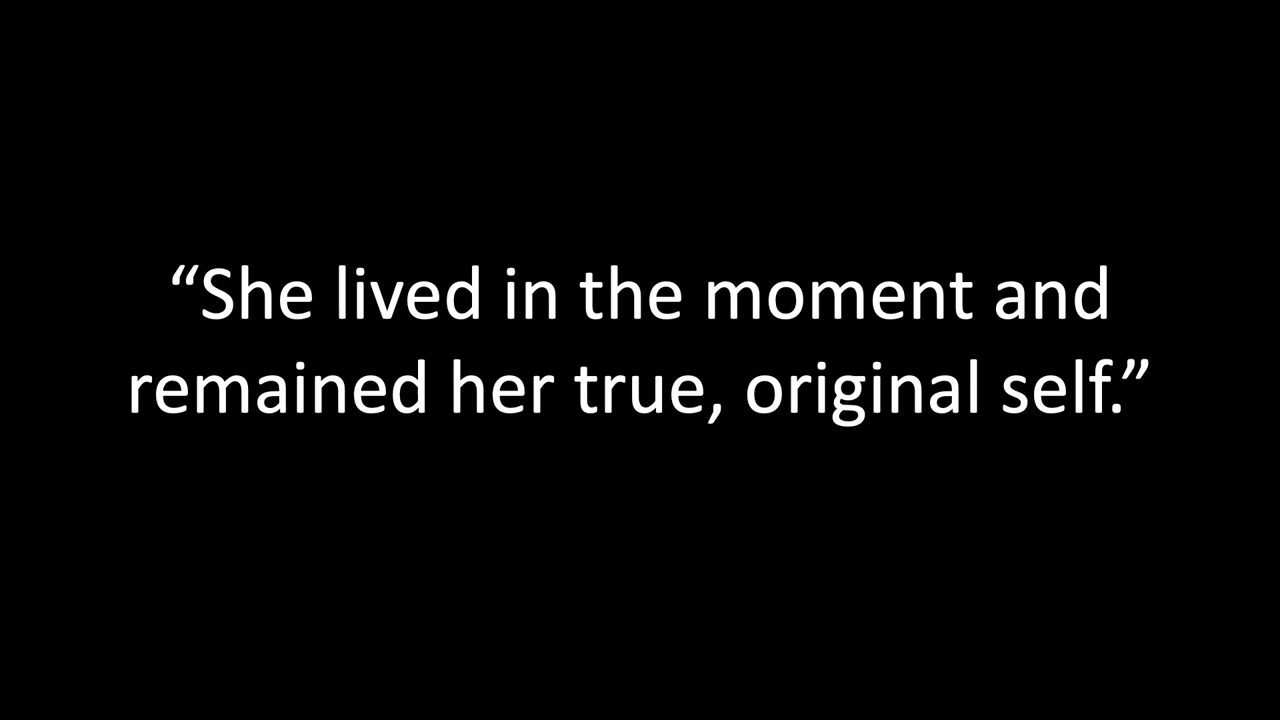 “She lived in the moment and
remained her true, original self.”